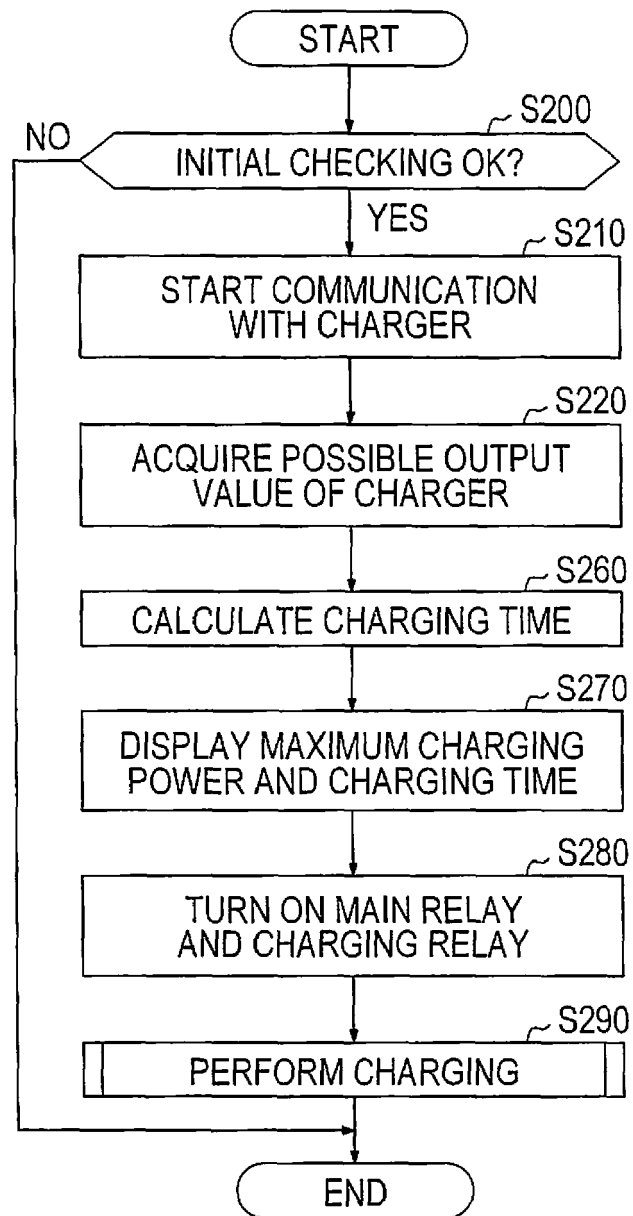 START
S200
NO
INITIAL CHECKING OK?
YES
S210
START COMMUNICATION
WITH CHARGER
S220
ACQUIRE POSSIBLE OUTPUT
VALUE OF CHARGER
S260
CALCULATE CHARGING TIME
S270
DISPLAY MAXIMUM CHARGING
POWER AND CHARGING TIME
S280
TURN ON MAIN RELAY
AND CHARGING RELAY
S290
PERFORM CHARGING
END